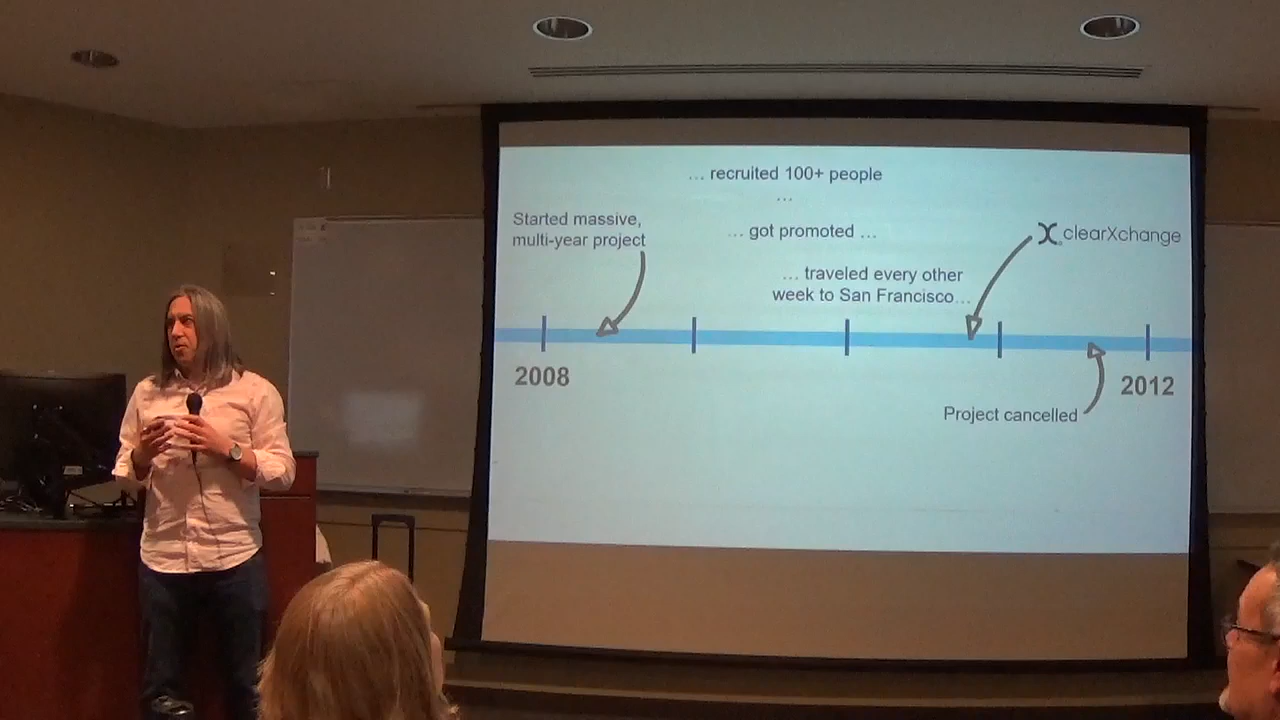 … recruited 100+ people
…
Started massive,
multi-year project
… got promoted …
clearXchange
… traveled every other
week to San Francisco…
2008
2012
Project cancelled